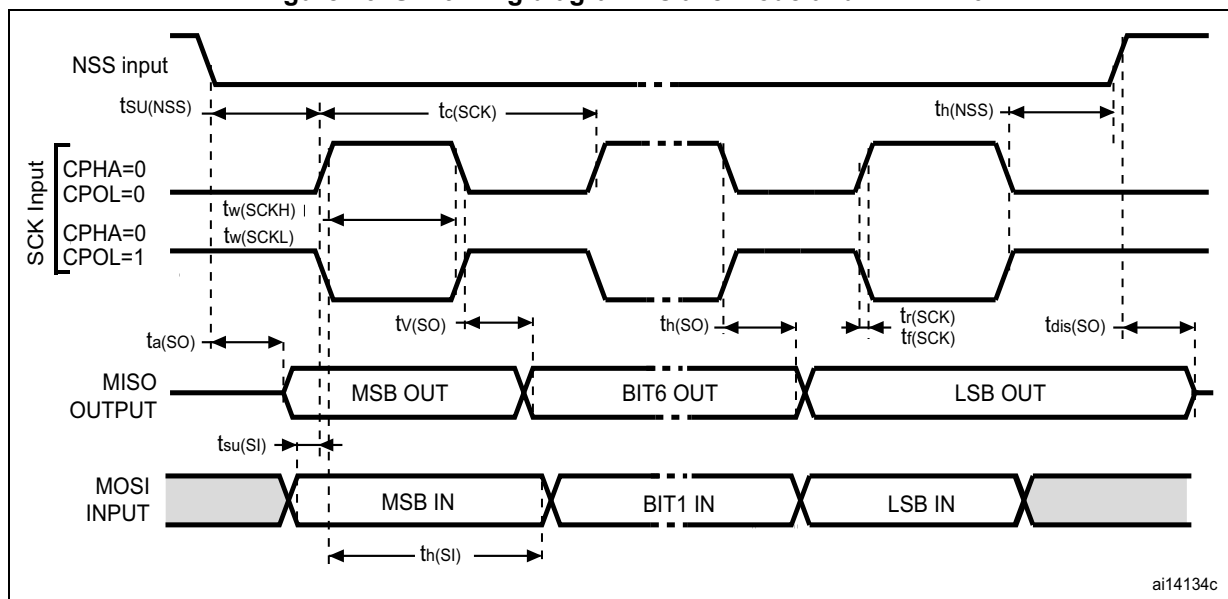 NSS input
tSU(NSS)
tc(SCK)
th(NSS)
SCK Input
CPHA=0
CPOL=0
tw(SCKH)
tw(SCKL)
CPHA=0
CPOL=1
ta(SO)
tV(SO)
th(SO)
tr(SCK)
tf(SCK)
tdis(SO)
MISO
OUTPUT
MSB OUT
BIT6 OUT
LSB OUT
tsu(SI)
MOSI
INPUT
MSB IN
BIT1 IN
LSB IN
th(SI)
ai14134c